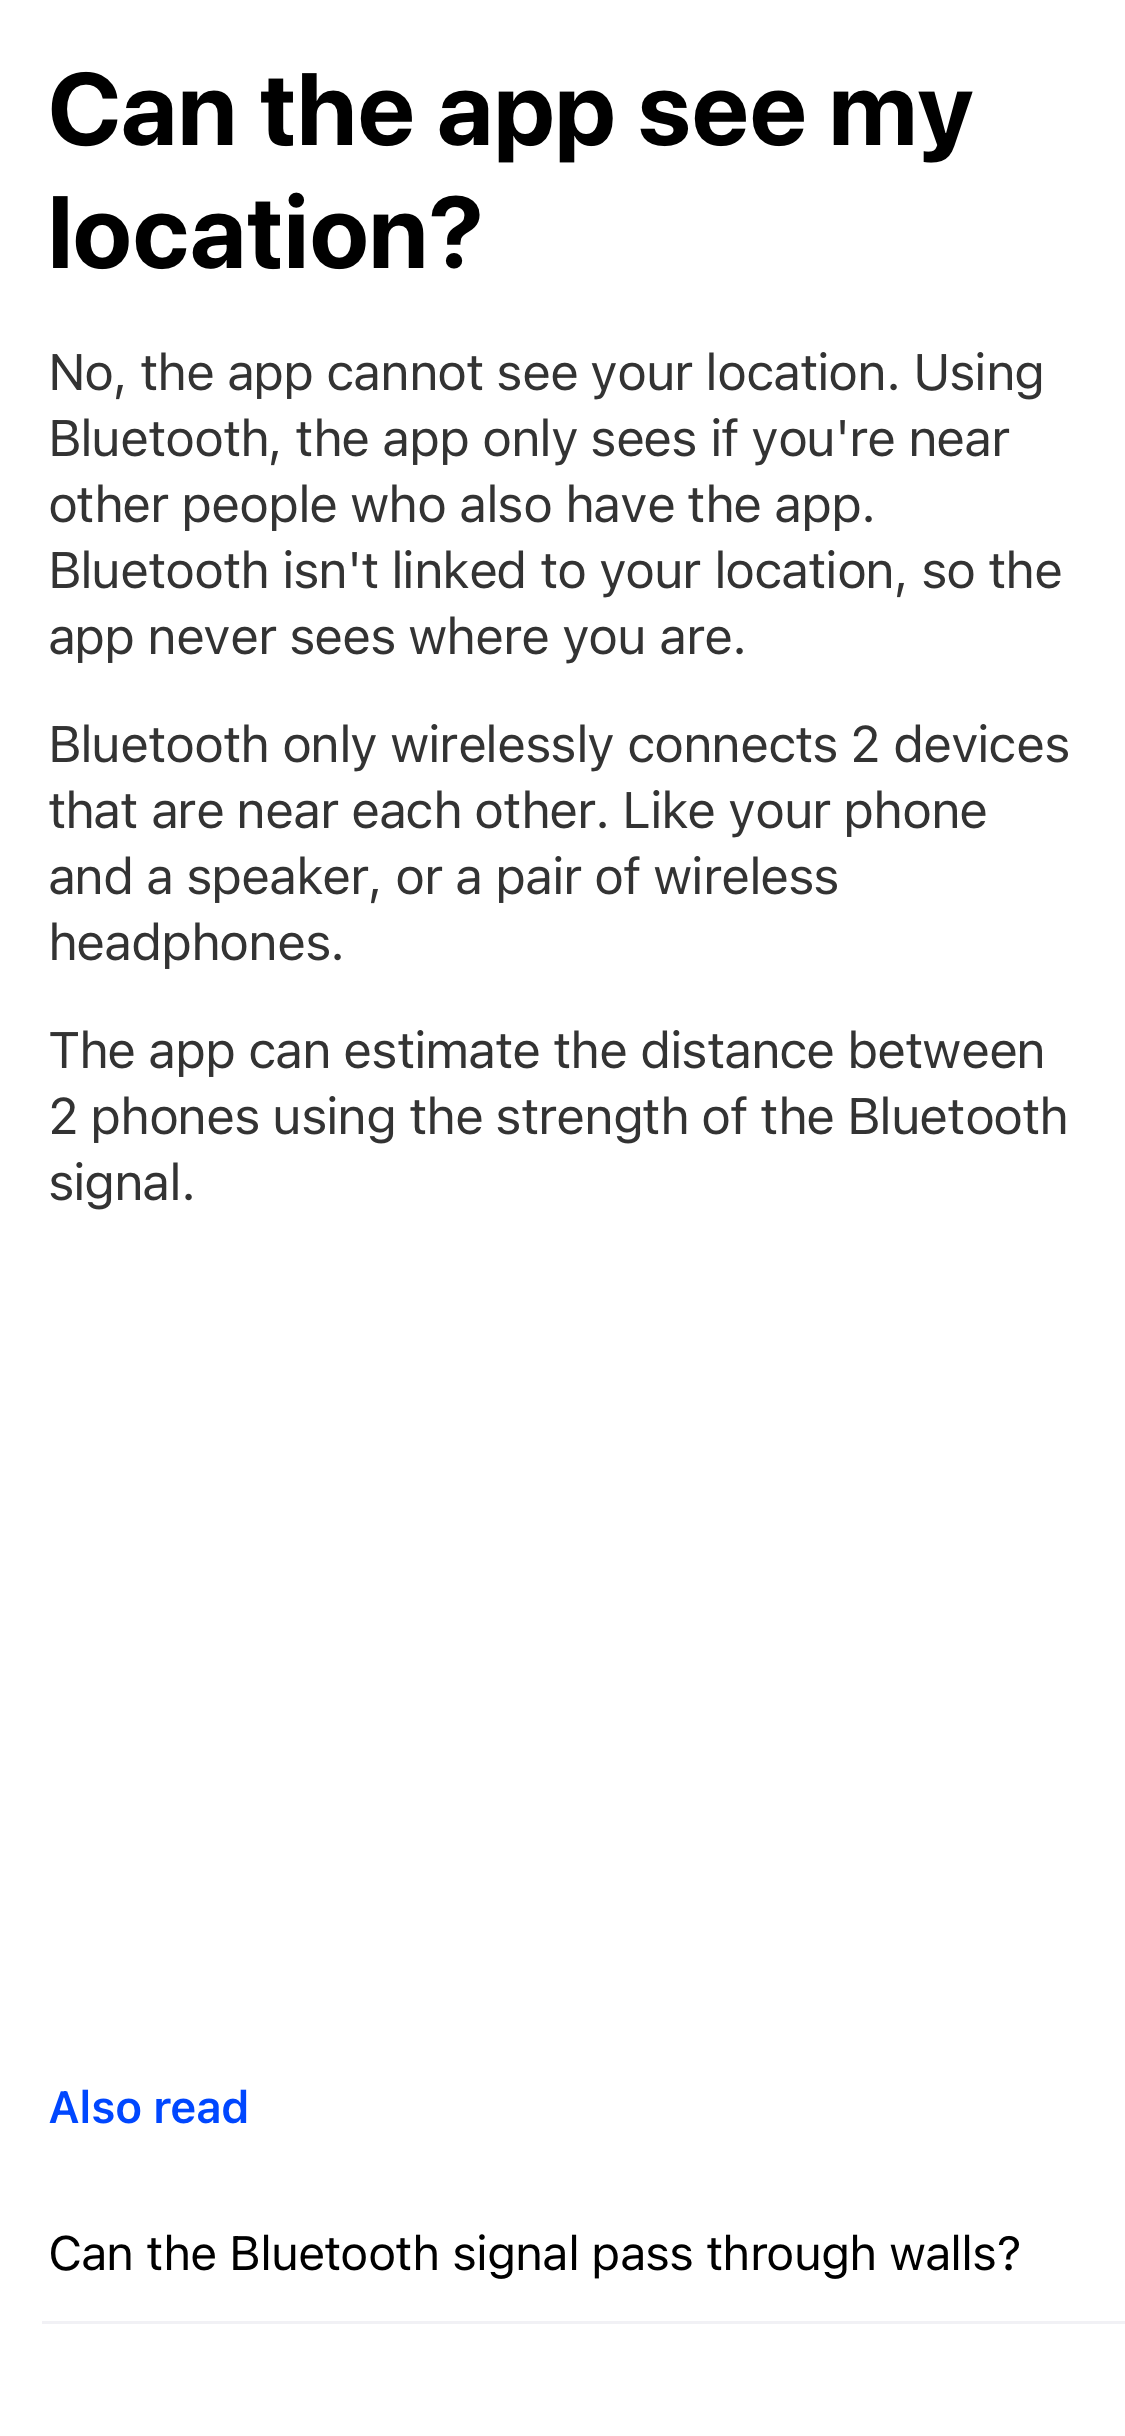 Can the app see my
location?
No, the app cannot see your location. Using
Bluetooth, the app only sees if you're near
other people who also have the app.
Bluetooth isn't linked to your location, so the
app never sees where you are.
Bluetooth only wirelessly connects 2 devices
that are near each other. Like your phone
and a speaker, or a pair of wireless
headphones.
The app can estimate the distance between
2 phones using the strength of the Bluetooth
signal.
Also read
Can the Bluetooth signal pass through walls?